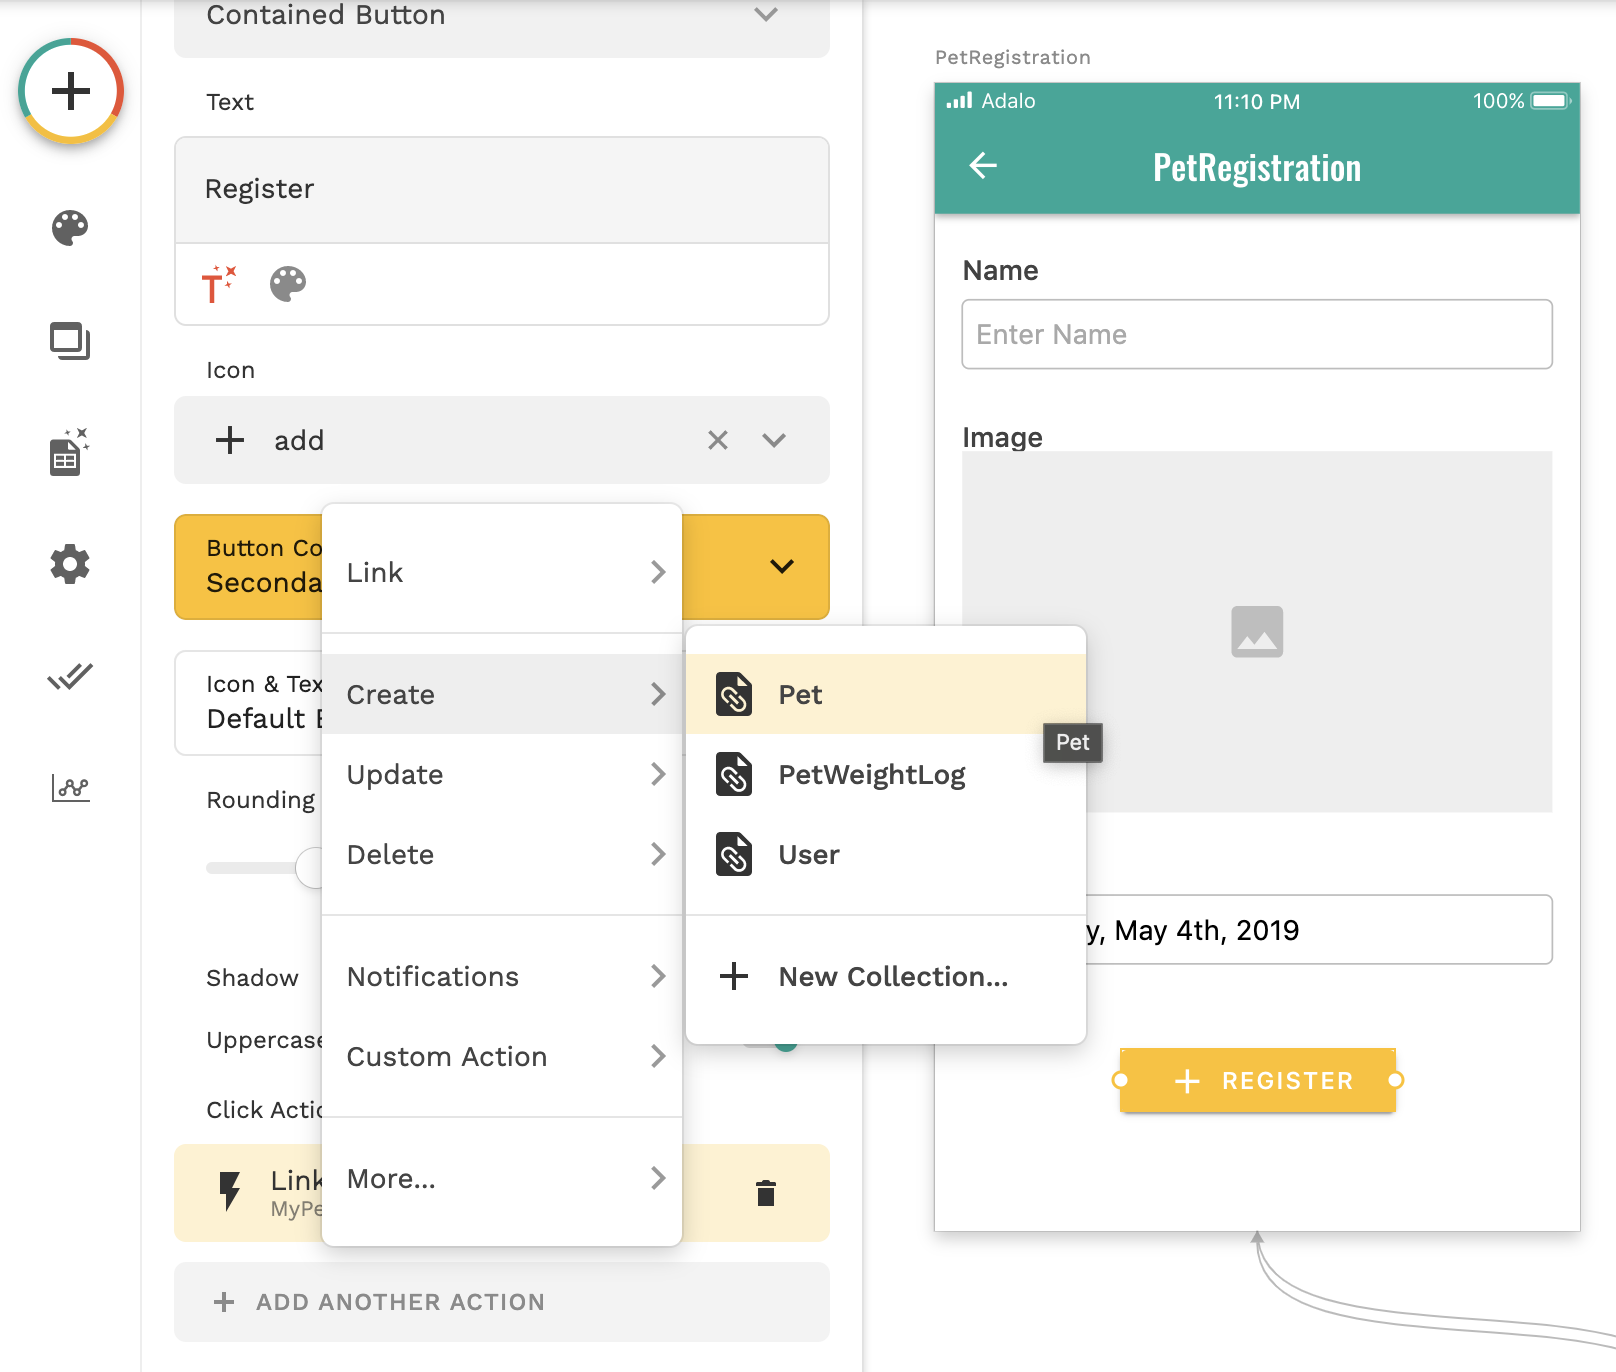 Contained Button
Text
Register
Icon
add
Button Co
Seconda
Icon & Tex
Default
Rounding
Shadow
Uppercase
Click Actio
Link
MyPe
ADD ANOTHER ACTION
Link
Create
Update
Delete
Notifications
Custom Action
More...
Pet
PetWeightLog
User
New Collection...
Pet
PetRegistration
Adalo 11:10 PM 100%
PetRegistration
Name
Enter Name
Image
y, May 4th, 2019
REGISTER